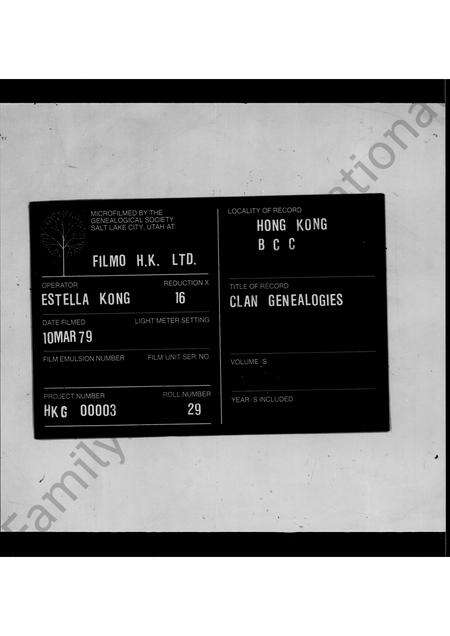 MICROFILMED BY THE
GENEALOGICAL SOCIETY
SALT LAKE CITY, UTAH AT:
FILMO H.K. LTD.
OPERATOR REDUCTION X
ESTELLA KONG 16
DATE FILMED LIGHT METER SETTING
10MAR79
FILM EMULSION NUMBER FILM UNIT SER. NO.
PROJECT NUMBER ROLL NUMBER
HKG 00003 29
LOCALITY OF RECORD
HONG KONG
B C C
TITLE OF RECORD
CLAN GENEALOGIES
VOLUME S
YEAR S INCLUDED
Family